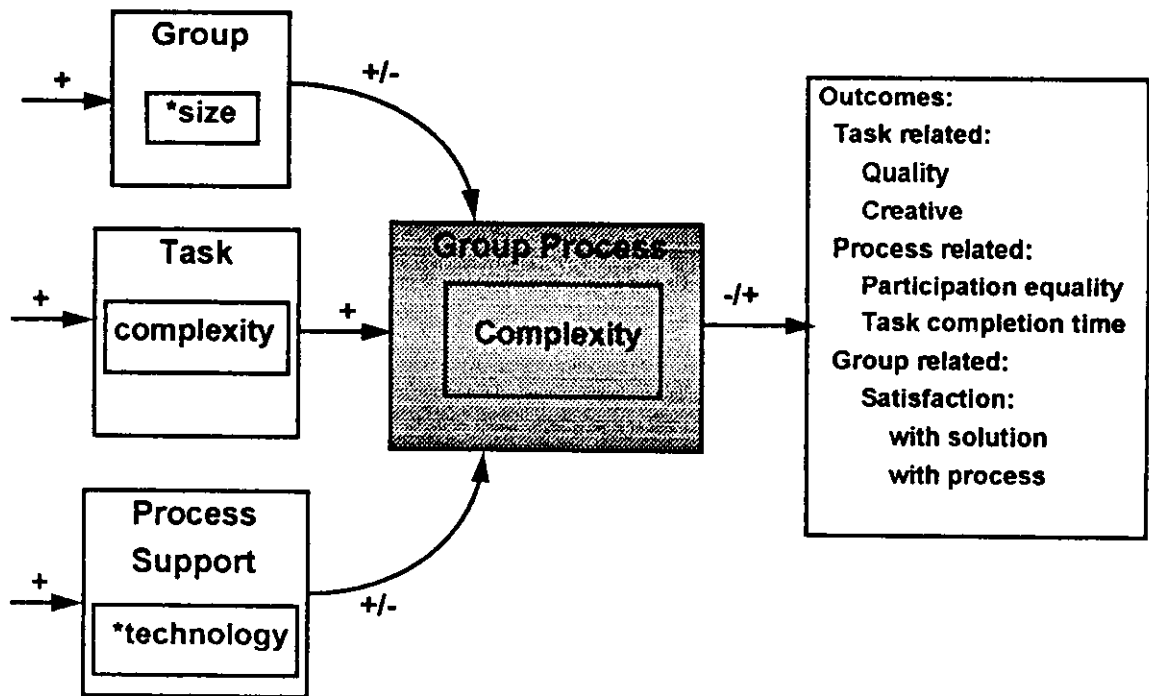 Group
+
*size
+/-
Task
+
complexity
+
Process
Support
+
*technology
+/-
Group Process
Complexity
-/+
Outcomes:
Task related:
Quality
Creative
Process related:
Participation equality
Task completion time
Group related:
Satisfaction:
with solution
with process